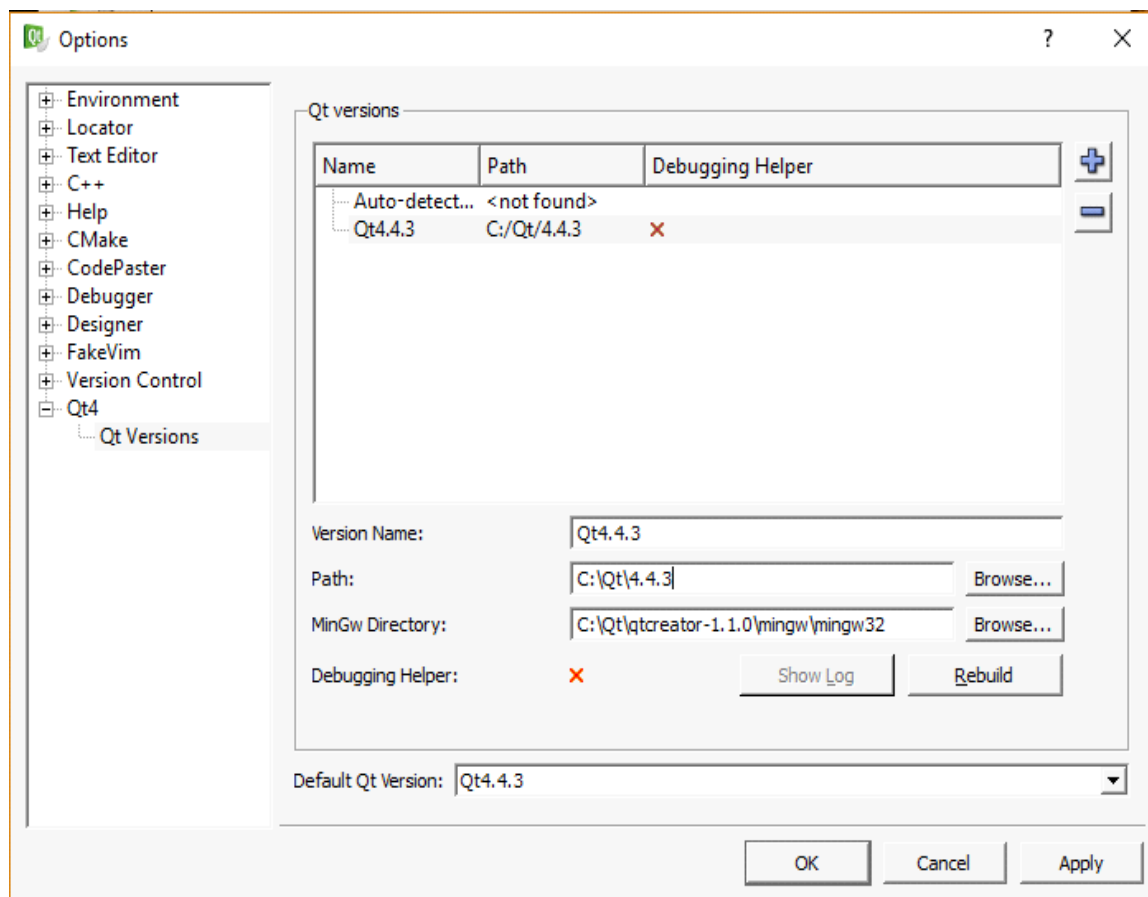 Options
?
Environment
Locator
Text Editor
C++
Help
CMake
CodePaster
Debugger
Designer
FakeVim
Version Control
Qt4
Qt Versions
Qt versions
Name Path Debugging Helper
Auto-detect... <not found>
Qt4.4.3 C:/Qt/4.4.3
Version Name: Qt4.4.3
Path: C:\Qt\4.4.3 Browse...
MinGw Directory: C:\Qt\qtcreator-1.1.0\mingw\mingw32 Browse...
Debugging Helper: Show Log Rebuild
Default Qt Version: Qt4.4.3
OK Cancel Apply